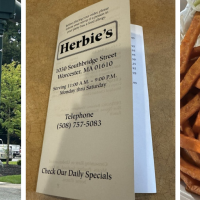 Herbie's
1030 Southbridge Street
Worcester, MA 01610
Serving 11:00 A.M. - 9:00 P.M.
Monday thru Saturday
Telephone
(508) 757-5083
Check Our Daily Specials